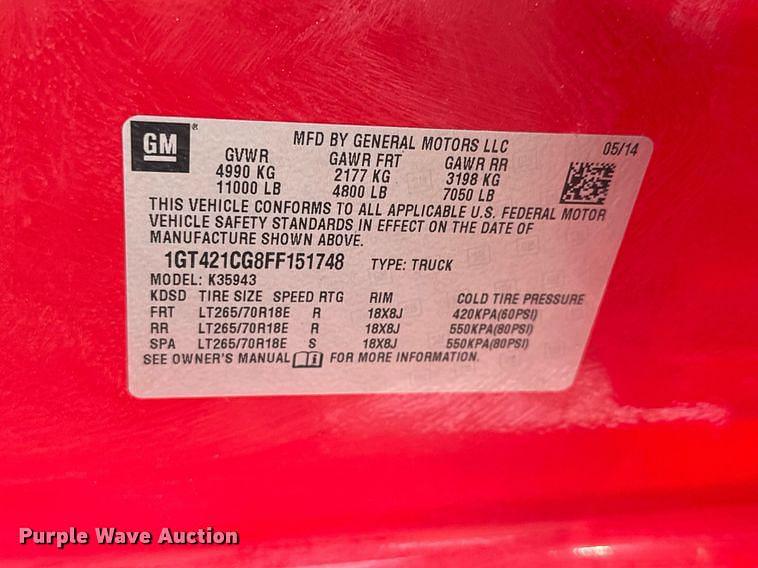 GM®
MFD BY GENERAL MOTORS LLC 05/14
GVWR GAWR FRT GAWR RR
4990 KG 2177 KG 3198 KG
11000 LB 4800 LB 7050 LB
THIS VEHICLE CONFORMS TO ALL APPLICABLE U.S. FEDERAL MOTOR
VEHICLE SAFETY STANDARDS IN EFFECT ON THE DATE OF
MANUFACTURE SHOWN ABOVE.
1GT421CG8FF151748 TYPE: TRUCK
MODEL: K35943
KDSD TIRE SIZE SPEED RTG RIM COLD TIRE PRESSURE
FRT LT265/70R18E R 18X8J 420KPA(60PSI)
RR LT265/70R18E R 18X8J 550KPA(80PSI)
SPA LT265/70R18E S 18X8J 550KPA(80PSI)
SEE OWNER'S MANUAL FOR MORE INFORMATION.
Purple Wave Auction